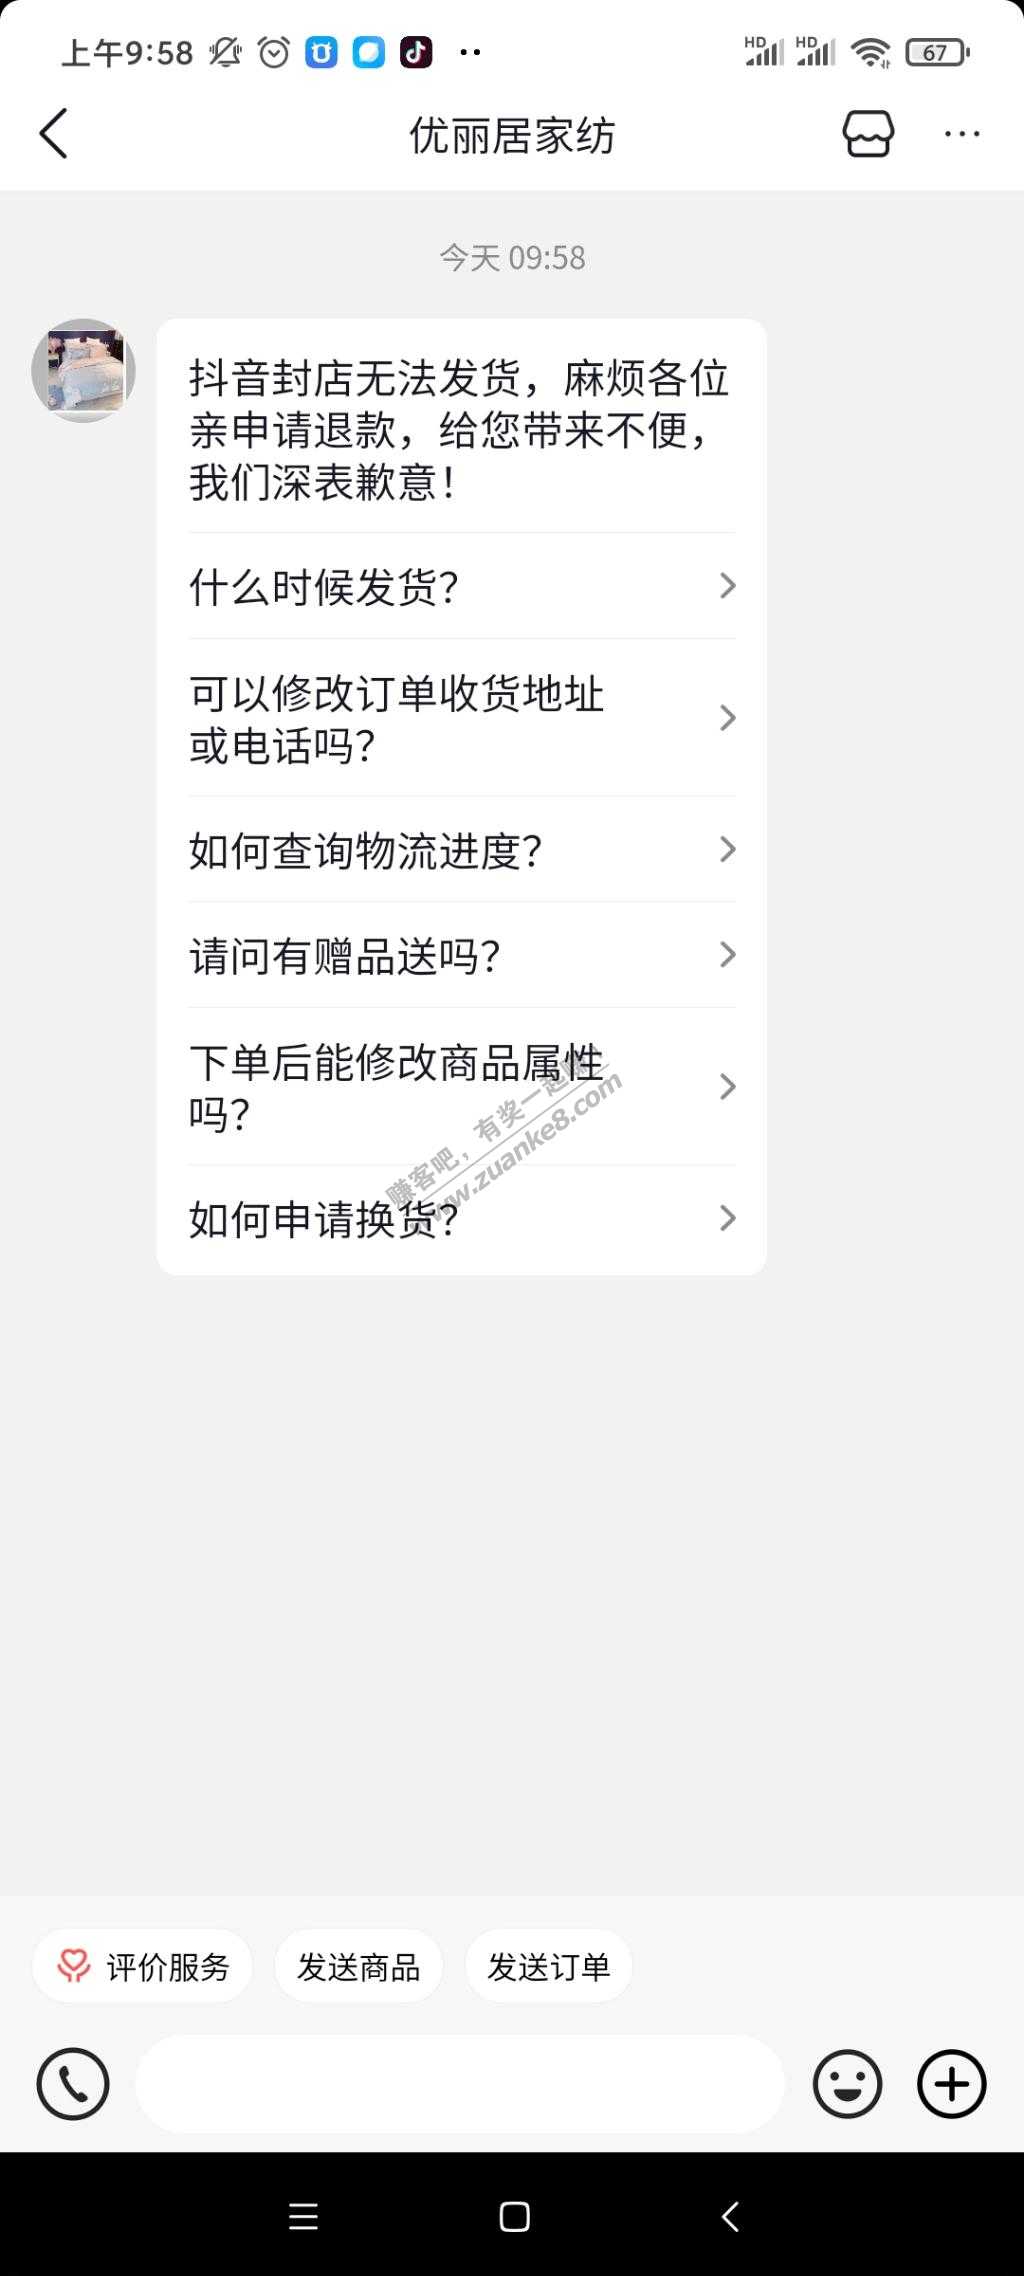 上午9:58
HD HD 67
优丽居家纺
今天 09:58
抖音封店无法发货，麻烦各位
亲申请退款，给您带来不便，
我们深表歉意！
什么时候发货？
可以修改订单收货地址
或电话吗？
如何查询物流进度？
请问有赠品送吗？
下单后能修改商品属性
吗？
如何申请换货？
赚客吧，有奖一起赚！
www.zuanke8.com
评价服务 发送商品 发送订单